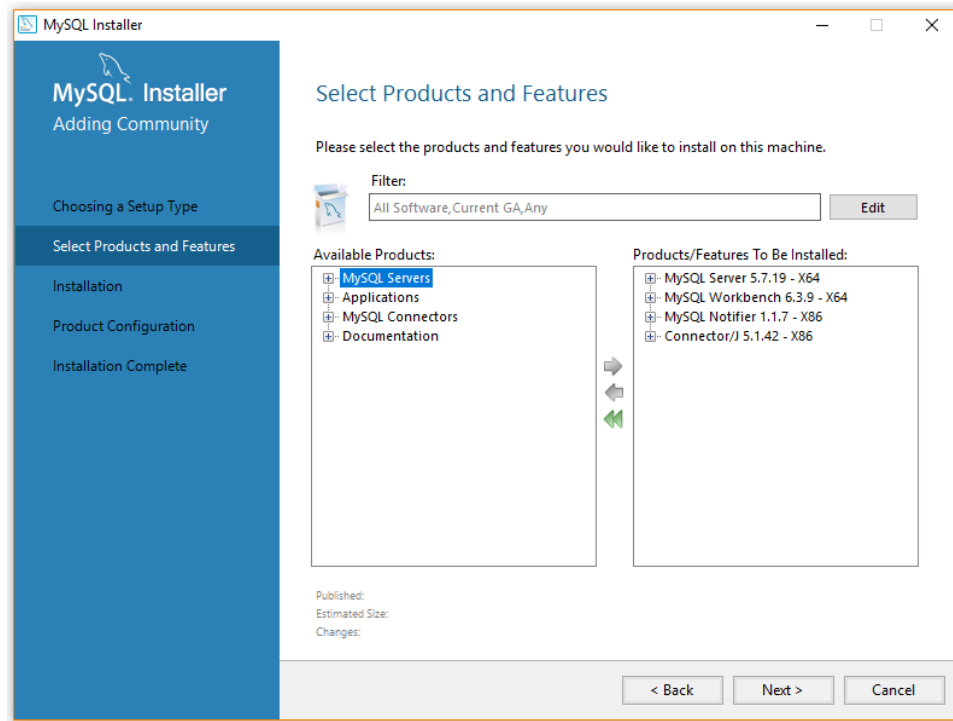 MySQL Installer
MySQL. Installer
Adding Community
Choosing a Setup Type
Select Products and Features
Installation
Product Configuration
Installation Complete
Select Products and Features
Please select the products and features you would like to install on this machine.
Filter:
All Software,Current GA,Any
Edit
Available Products:
MySQL Servers
Applications
MySQL Connectors
Documentation
Products/Features To Be Installed:
MySQL Server 5.7.19 - X64
MySQL Workbench 6.3.9 - X64
MySQL Notifier 1.1.7 - X86
Connector/J 5.1.42 - X86
Published:
Estimated Size:
Changes:
< Back
Next >
Cancel